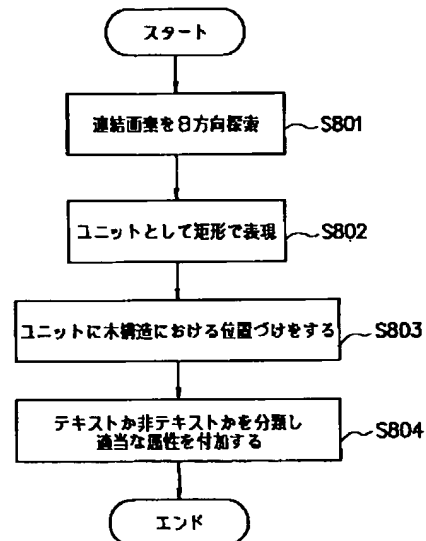 スタート
連結画素を8方向探索
S801
ユニットとして矩形で表現
S802
ユニットに木構造における位置づけをする
S803
テキストか非テキストかを分類し
適当な属性を付加する
S804
エンド